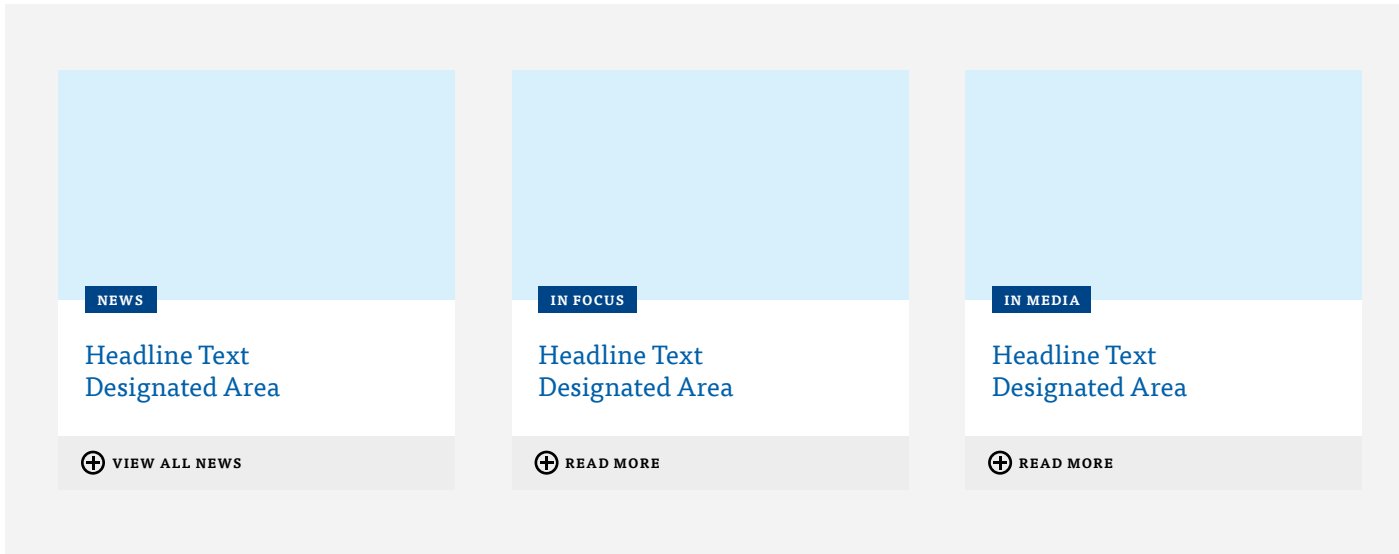 NEWS
Headline Text
Designated Area
VIEW ALL NEWS
IN FOCUS
Headline Text
Designated Area
READ MORE
IN MEDIA
Headline Text
Designated Area
READ MORE